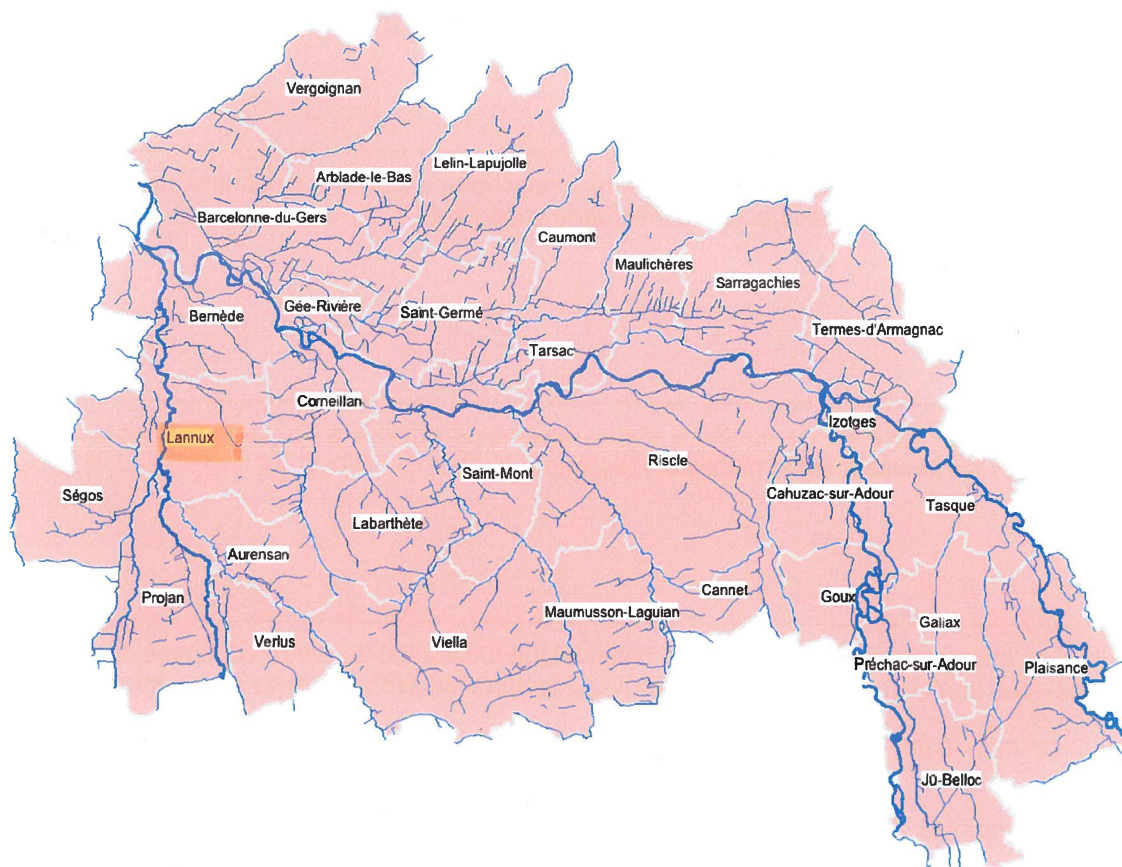 Vergoignan
Lelin-Lapujolle
Arblade-le-Bas
Barcelonne-du-Gers
Caumont
Maulichères
Sarragachies
Gée-Rivière
Bernède
Saint-Germé
Termes-d'Armagnac
Tarsac
Corneillan
Izotges
Lannux
Riscle
Saint-Mont
Ségos
Cahuzac-sur-Adour
Tasque
Labarthète
Aurensan
Cannet
Projan
Goux
Maumusson-Laguian
Galiax
Verlus
Viella
Préchac-sur-Adour
Plaisance
Jû-Belloc